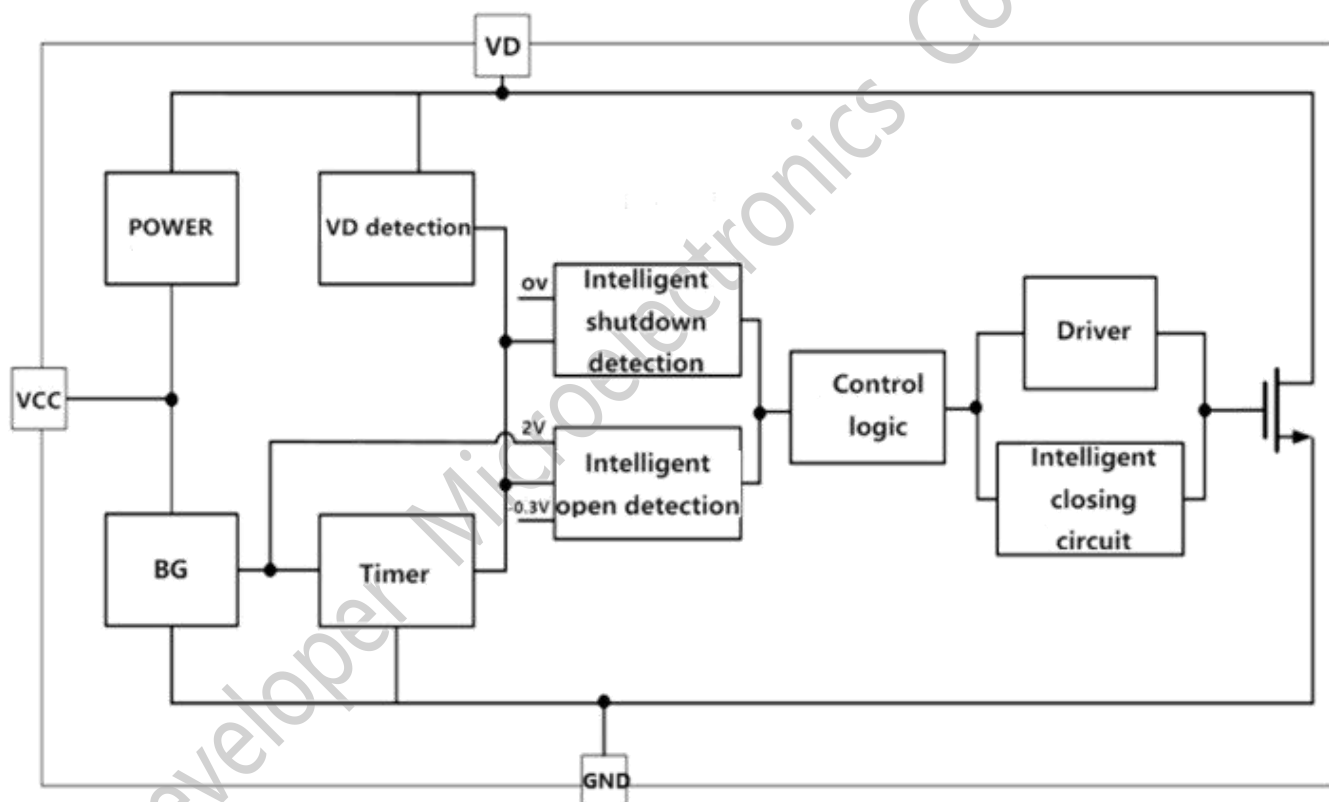 VD
POWER
VD detection
0V
Intelligent
shutdown
detection
Driver
VCC
Control
logic
2V
Intelligent
open detection
-0.3V
Intelligent
closing
circuit
BG
Timer
GND
eveloper Microelectronics Co